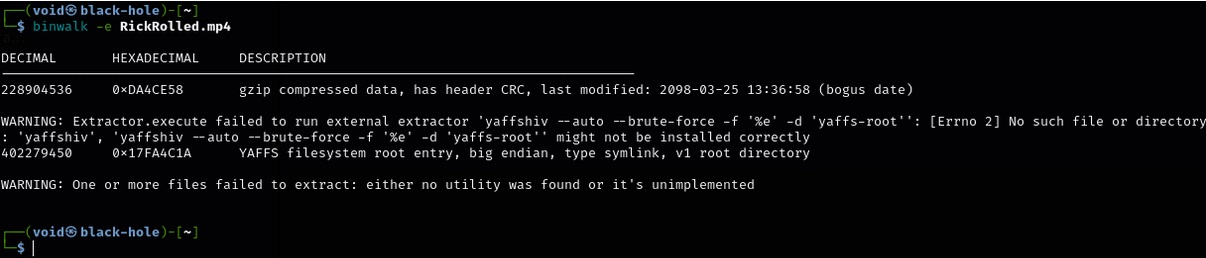 ┌──(void㉿black-hole)-[~]
└─$ binwalk -e RickRolled.mp4
DECIMAL       HEXADECIMAL     DESCRIPTION
--------------------------------------------------------------------------------
228904536     0×DA4CE58       gzip compressed data, has header CRC, last modified: 2098-03-25 13:36:58 (bogus date)
WARNING: Extractor.execute failed to run external extractor 'yaffshiv --auto --brute-force -f '%e' -d 'yaffs-root'': [Errno 2] No such file or directory
: 'yaffshiv', 'yaffshiv --auto --brute-force -f '%e' -d 'yaffs-root'' might not be installed correctly
402279450     0×17FA4C1A      YAFFS filesystem root entry, big endian, type symlink, v1 root directory
WARNING: One or more files failed to extract: either no utility was found or it's unimplemented
┌──(void㉿black-hole)-[~]
└─$